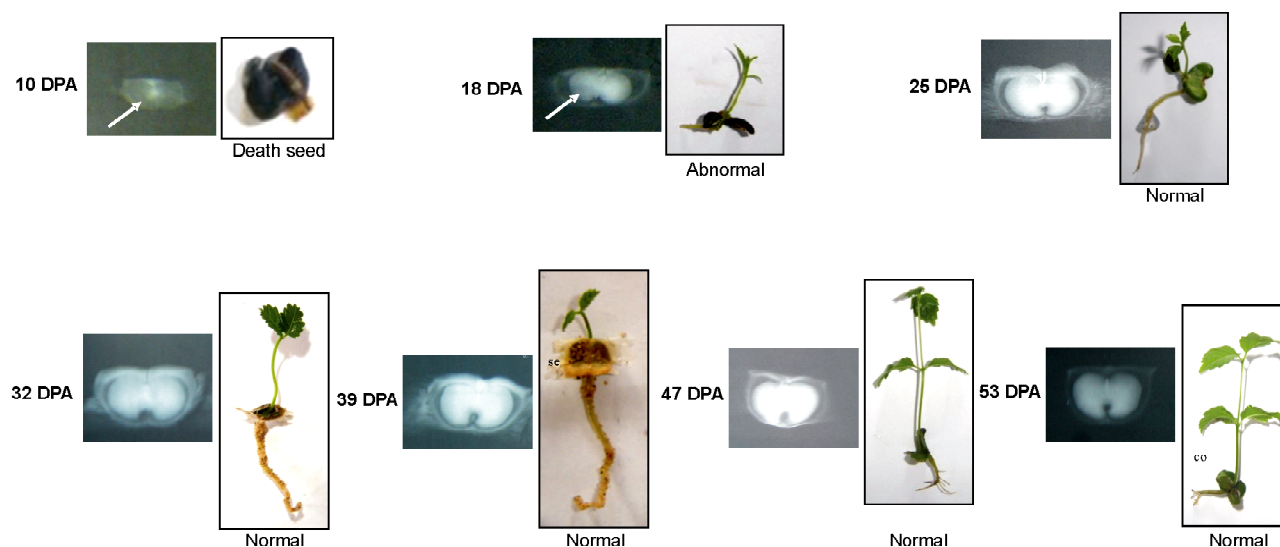 10 DPA
Death seed
18 DPA
Abnormal
25 DPA
Normal
32 DPA
Normal
39 DPA
se
Normal
47 DPA
Normal
53 DPA
co
Normal